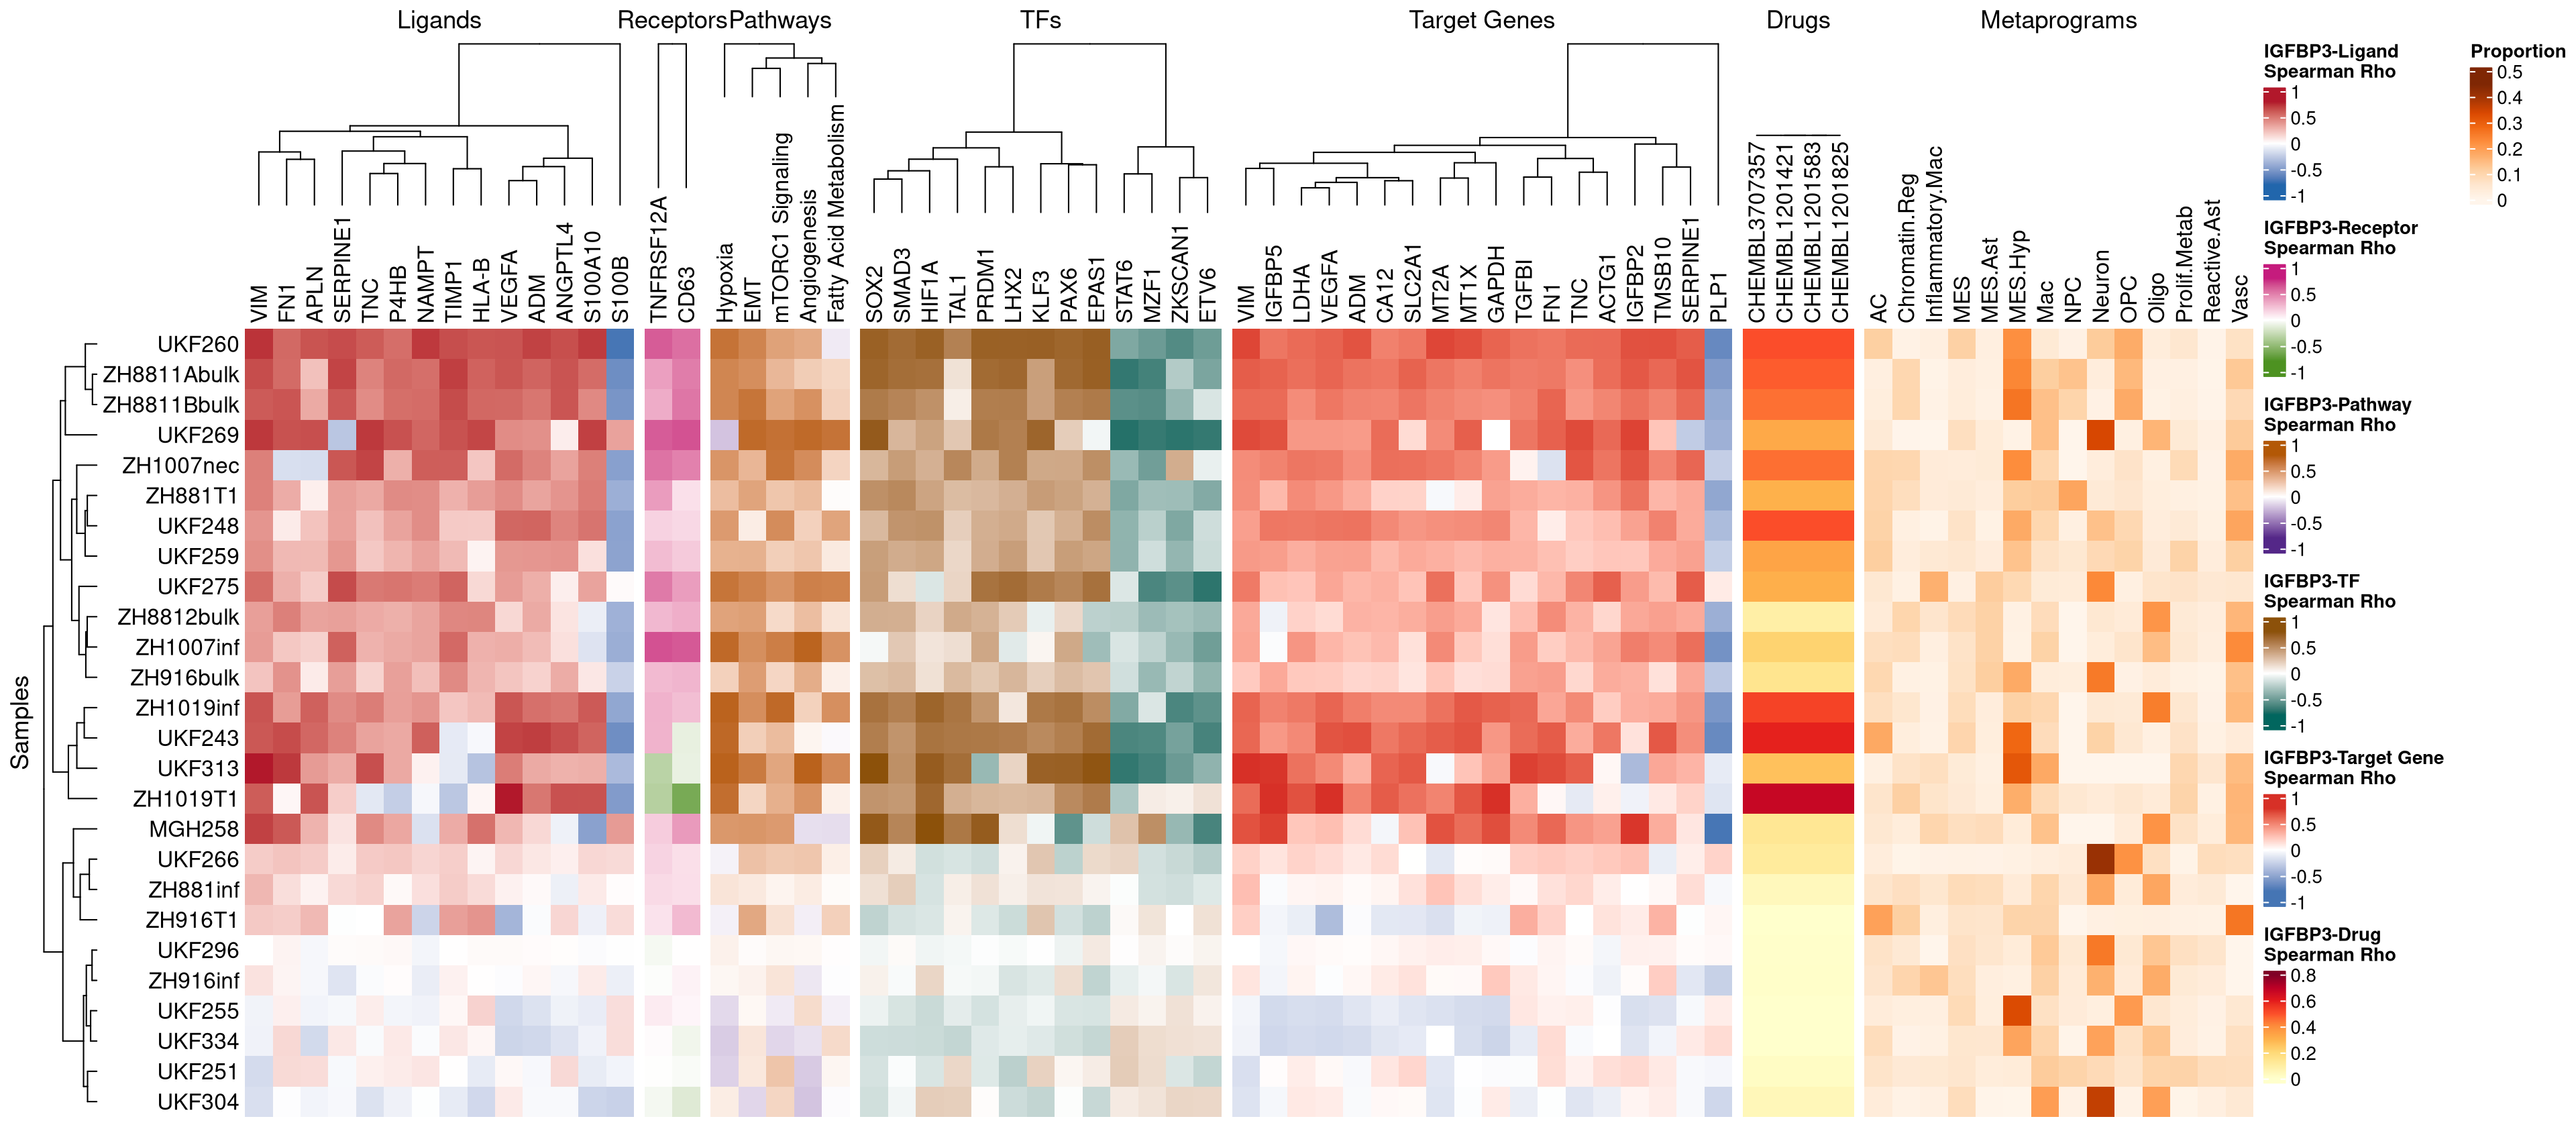 Ligands
Receptors
Pathways
TFs
Target Genes
Drugs
Metaprograms
VIM
FN1
APLN
SERPINE1
TNC
P4HB
NAMPT
TIMP1
HLA-B
VEGFA
ADM
ANGPTL4
S100A10
S100B
TNFRSF12A
CD63
Hypoxia
EMT
mTORC1 Signaling
Angiogenesis
Fatty Acid Metabolism
SOX2
SMAD3
HIF1A
TAL1
PRDM1
LHX2
KLF3
PAX6
EPAS1
STAT6
MZF1
ZKSCAN1
ETV6
VIM
IGFBP5
LDHA
VEGFA
ADM
CA12
SLC2A1
MT2A
MT1X
GAPDH
TGFBI
FN1
TNC
ACTG1
IGFBP2
TMSB10
SERPINE1
PLP1
CHEMBL3707357
CHEMBL1201421
CHEMBL1201583
CHEMBL1201825
AC
Chromatin.Reg
Inflammatory.Mac
MES
MES.Ast
MES.Hyp
Mac
NPC
Neuron
OPC
Oligo
Prolif.Metab
Reactive.Ast
Vasc
Samples
UKF260
ZH8811Abulk
ZH8811Bbulk
UKF269
ZH1007nec
ZH881T1
UKF248
UKF259
UKF275
ZH8812bulk
ZH1007inf
ZH916bulk
ZH1019inf
UKF243
UKF313
ZH1019T1
MGH258
UKF266
ZH881inf
ZH916T1
UKF296
ZH916inf
UKF255
UKF334
UKF251
UKF304
IGFBP3-Ligand
Spearman Rho
1
0.5
0
-0.5
-1
IGFBP3-Receptor
Spearman Rho
1
0.5
0
-0.5
-1
IGFBP3-Pathway
Spearman Rho
1
0.5
0
-0.5
-1
IGFBP3-TF
Spearman Rho
1
0.5
0
-0.5
-1
IGFBP3-Target Gene
Spearman Rho
1
0.5
0
-0.5
-1
IGFBP3-Drug
Spearman Rho
0.8
0.6
0.4
0.2
0
Proportion
0.5
0.4
0.3
0.2
0.1
0